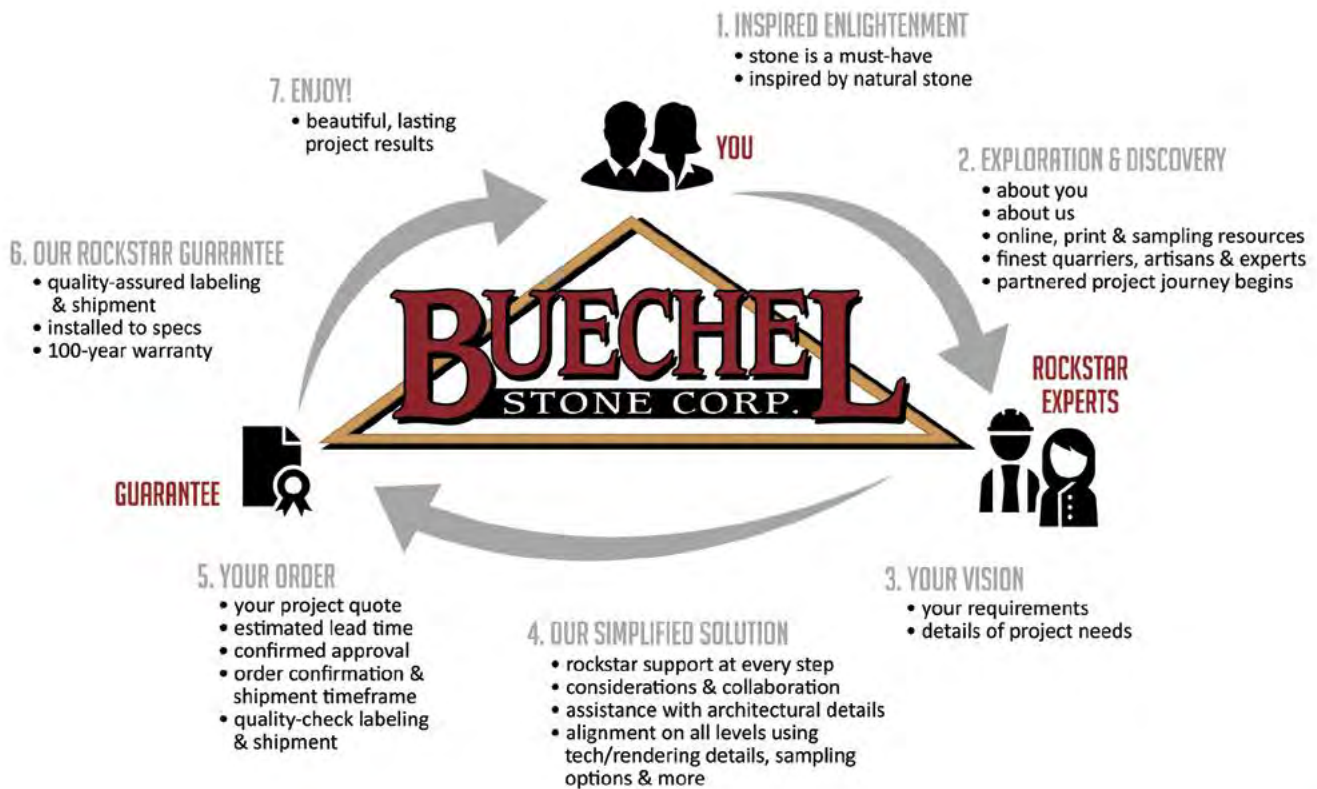 1. INSPIRED ENLIGHTENMENT
• stone is a must-have
• inspired by natural stone
YOU
2. EXPLORATION & DISCOVERY
• about you
• about us
• online, print & sampling resources
• finest quarriers, artisans & experts
• partnered project journey begins
ROCKSTAR
EXPERTS
3. YOUR VISION
• your requirements
• details of project needs
4. OUR SIMPLIFIED SOLUTION
• rockstar support at every step
• considerations & collaboration
• assistance with architectural details
• alignment on all levels using
tech/rendering details, sampling
options & more
5. YOUR ORDER
• your project quote
• estimated lead time
• confirmed approval
• order confirmation &
shipment timeframe
• quality-check labeling
& shipment
GUARANTEE
6. OUR ROCKSTAR GUARANTEE
• quality-assured labeling
& shipment
• installed to specs
• 100-year warranty
7. ENJOY!
• beautiful, lasting
project results
BUECHEL
STONE CORP.